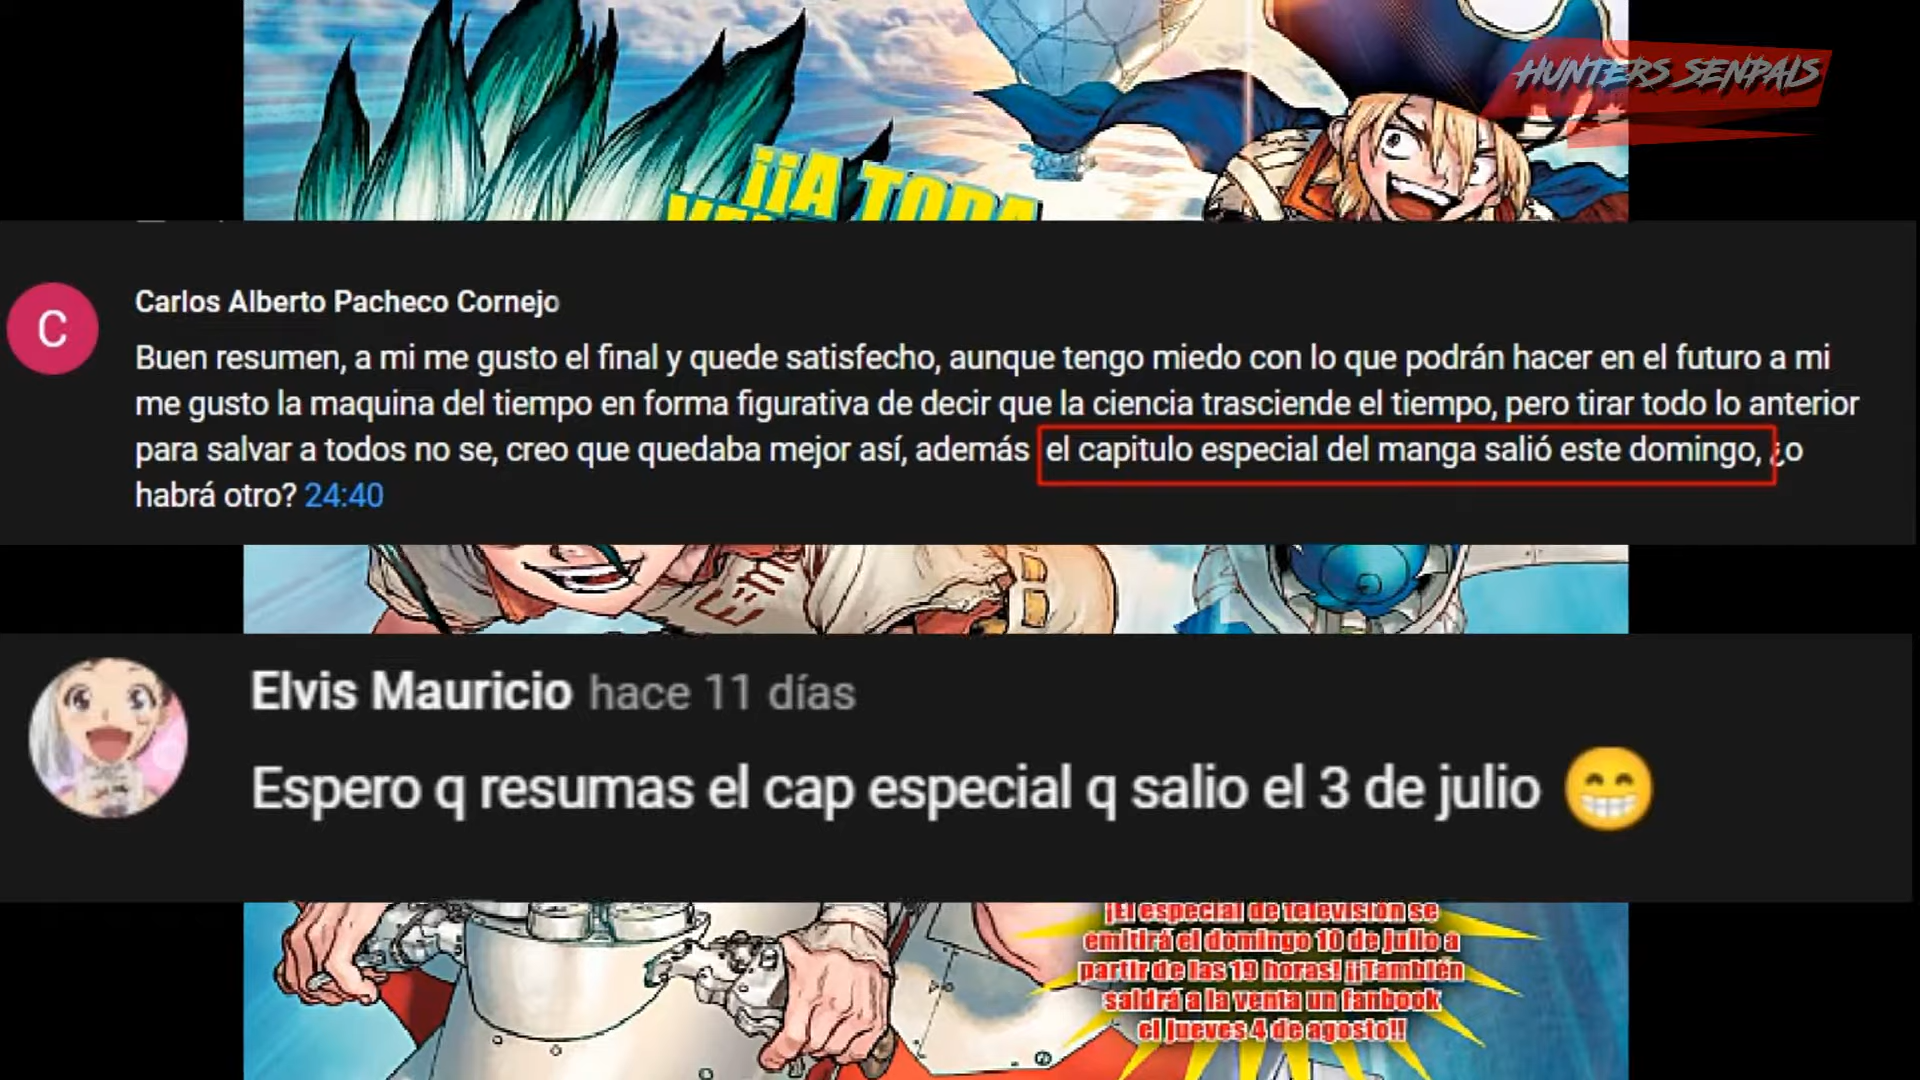 HUNTERS SENPAIS
¡¡A TODA
Carlos Alberto Pacheco Cornejo
C
Buen resumen, a mi me gusto el final y quede satisfecho, aunque tengo miedo con lo que podrán hacer en el futuro a mi
me gusto la maquina del tiempo en forma figurativa de decir que la ciencia trasciende el tiempo, pero tirar todo lo anterior
para salvar a todos no se, creo que quedaba mejor así, además el capitulo especial del manga salió este domingo, ¿o
habrá otro? 24:40
E=m
Elvis Mauricio hace 11 días
Espero q resumas el cap especial q salio el 3 de julio 😁
¡El especial de televisión se
emitirá el domingo 10 de julio a
partir de las 19 horas! ¡¡También
saldrá a la venta un fanbook
el jueves 4 de agosto!!